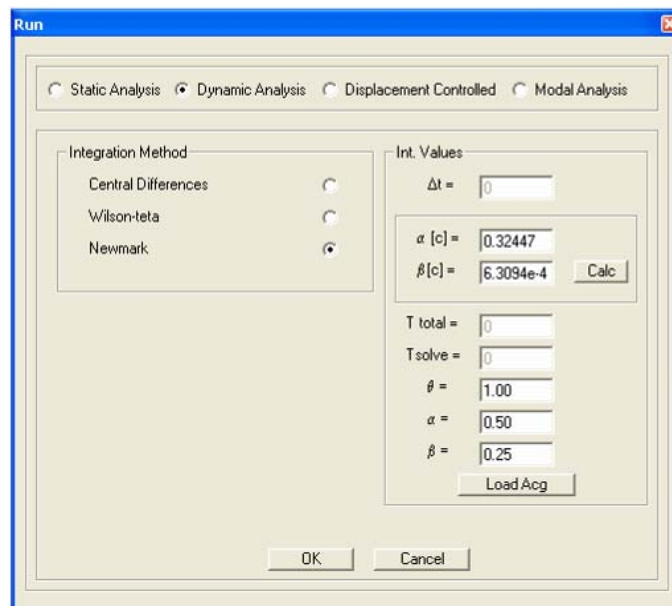 Run
Static Analysis Dynamic Analysis Displacement Controlled Modal Analysis
Integration Method
Central Differences
Wilson-teta
Newmark
Int. Values
Δt = 0
α [c] = 0.32447
β[c] = 6.3094e-4 Calc
T total = 0
Tsolve = 0
θ = 1.00
α = 0.50
β = 0.25
Load Acg
OK Cancel